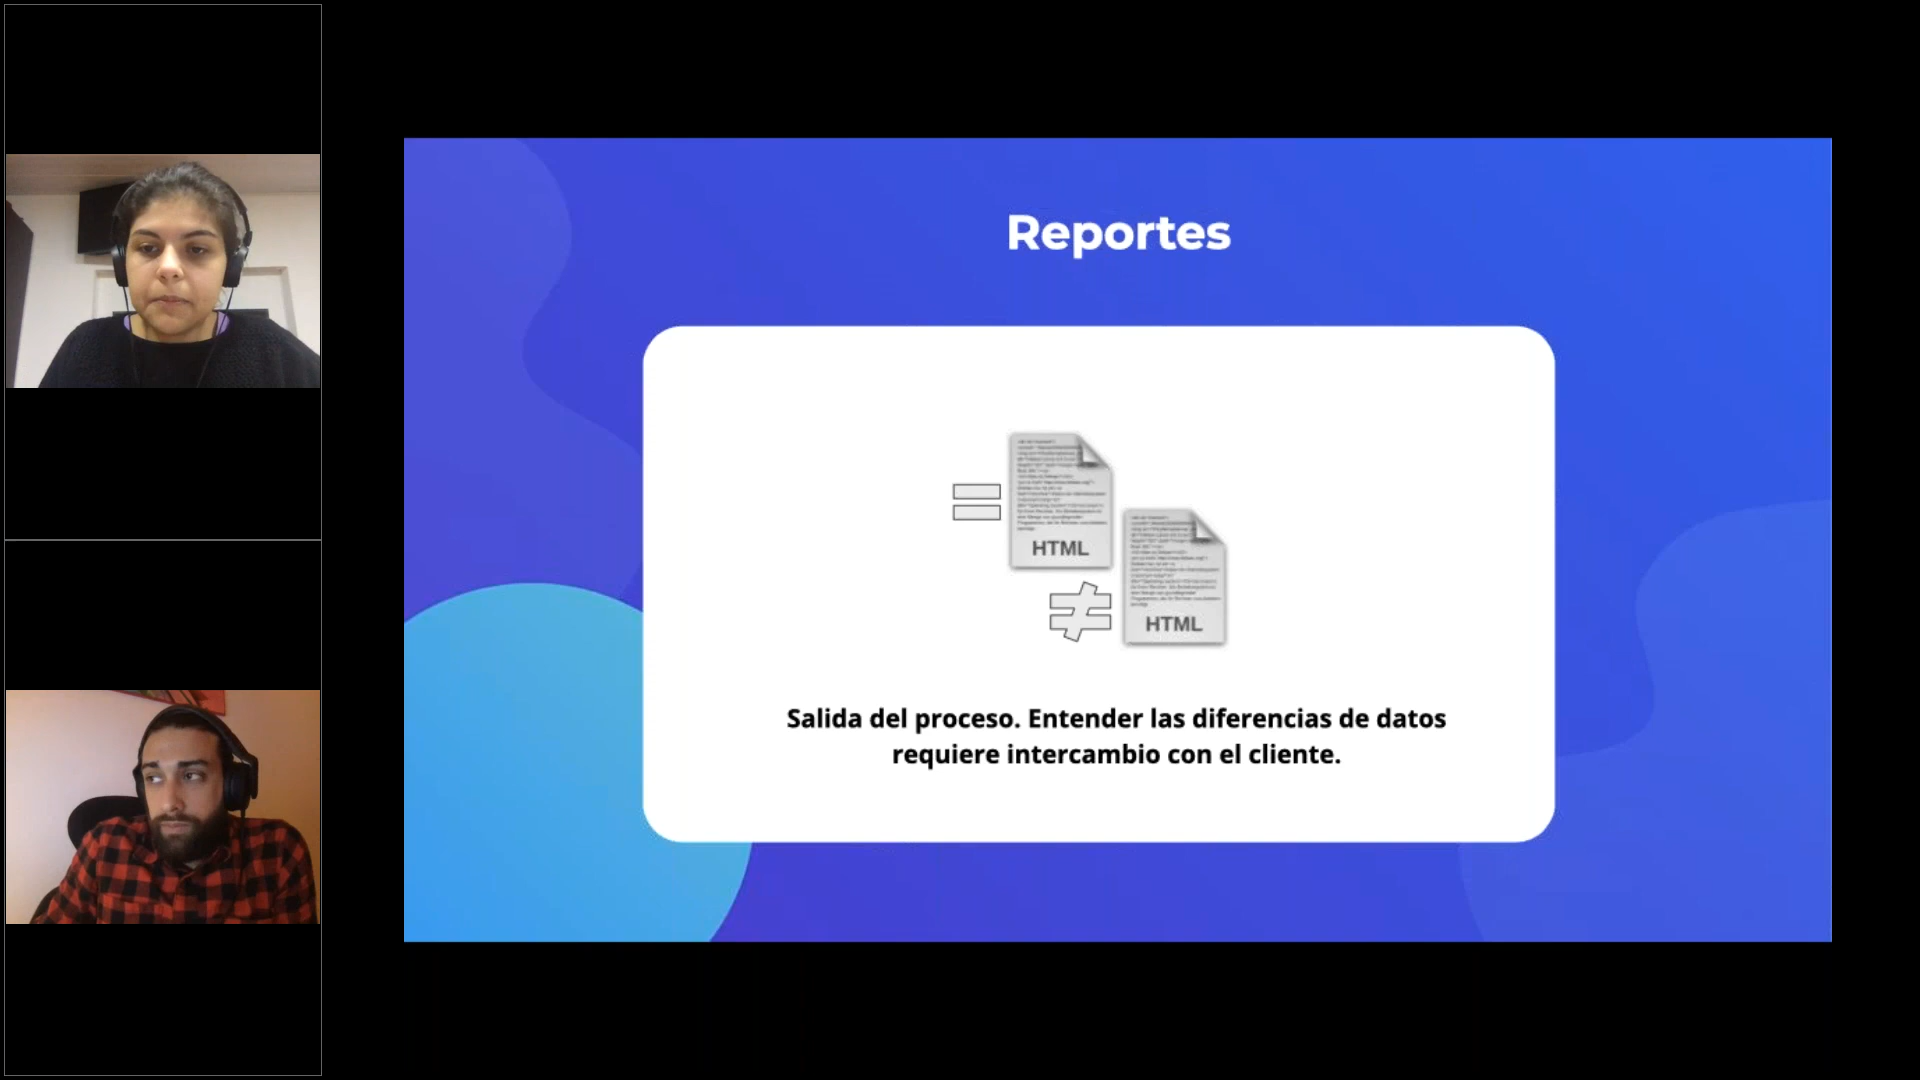 Reportes
HTML
HTML
Salida del proceso. Entender las diferencias de datos
requiere intercambio con el cliente.